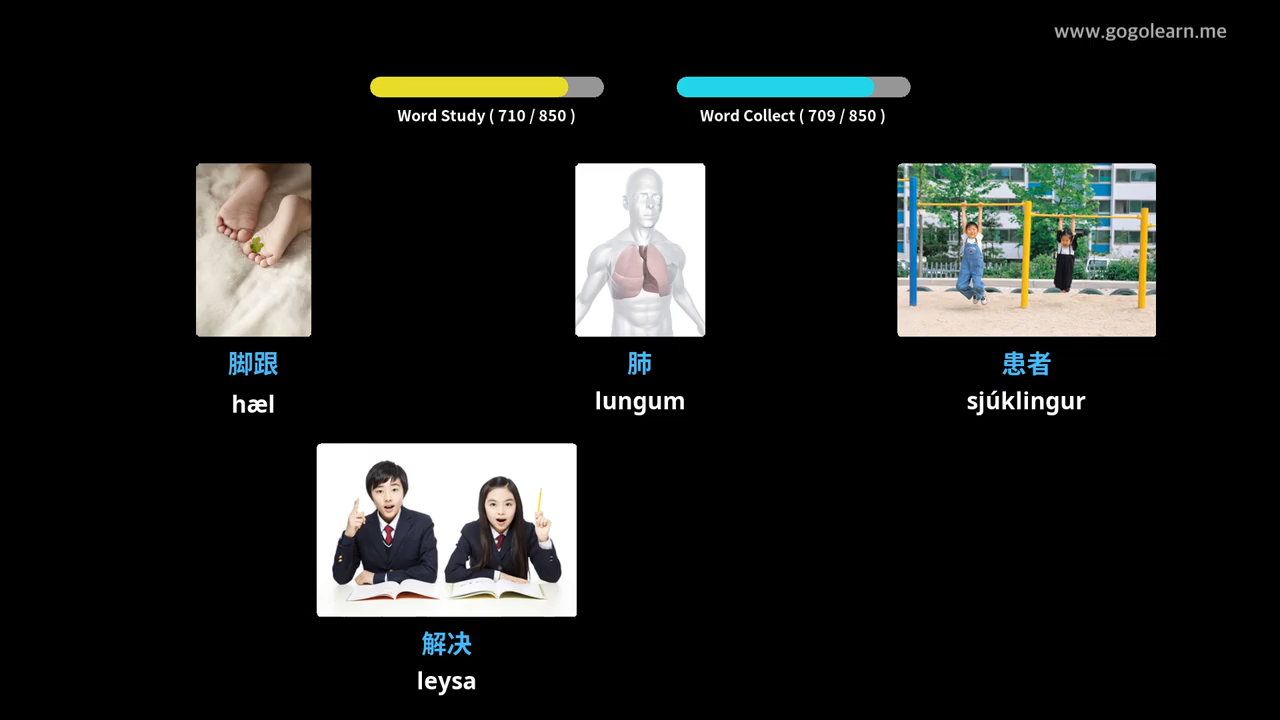 www.gogolearn.me
Word Study ( 710 / 850 )
Word Collect ( 709 / 850 )
脚跟
hæl
肺
lungum
患者
sjúklingur
解决
leysa